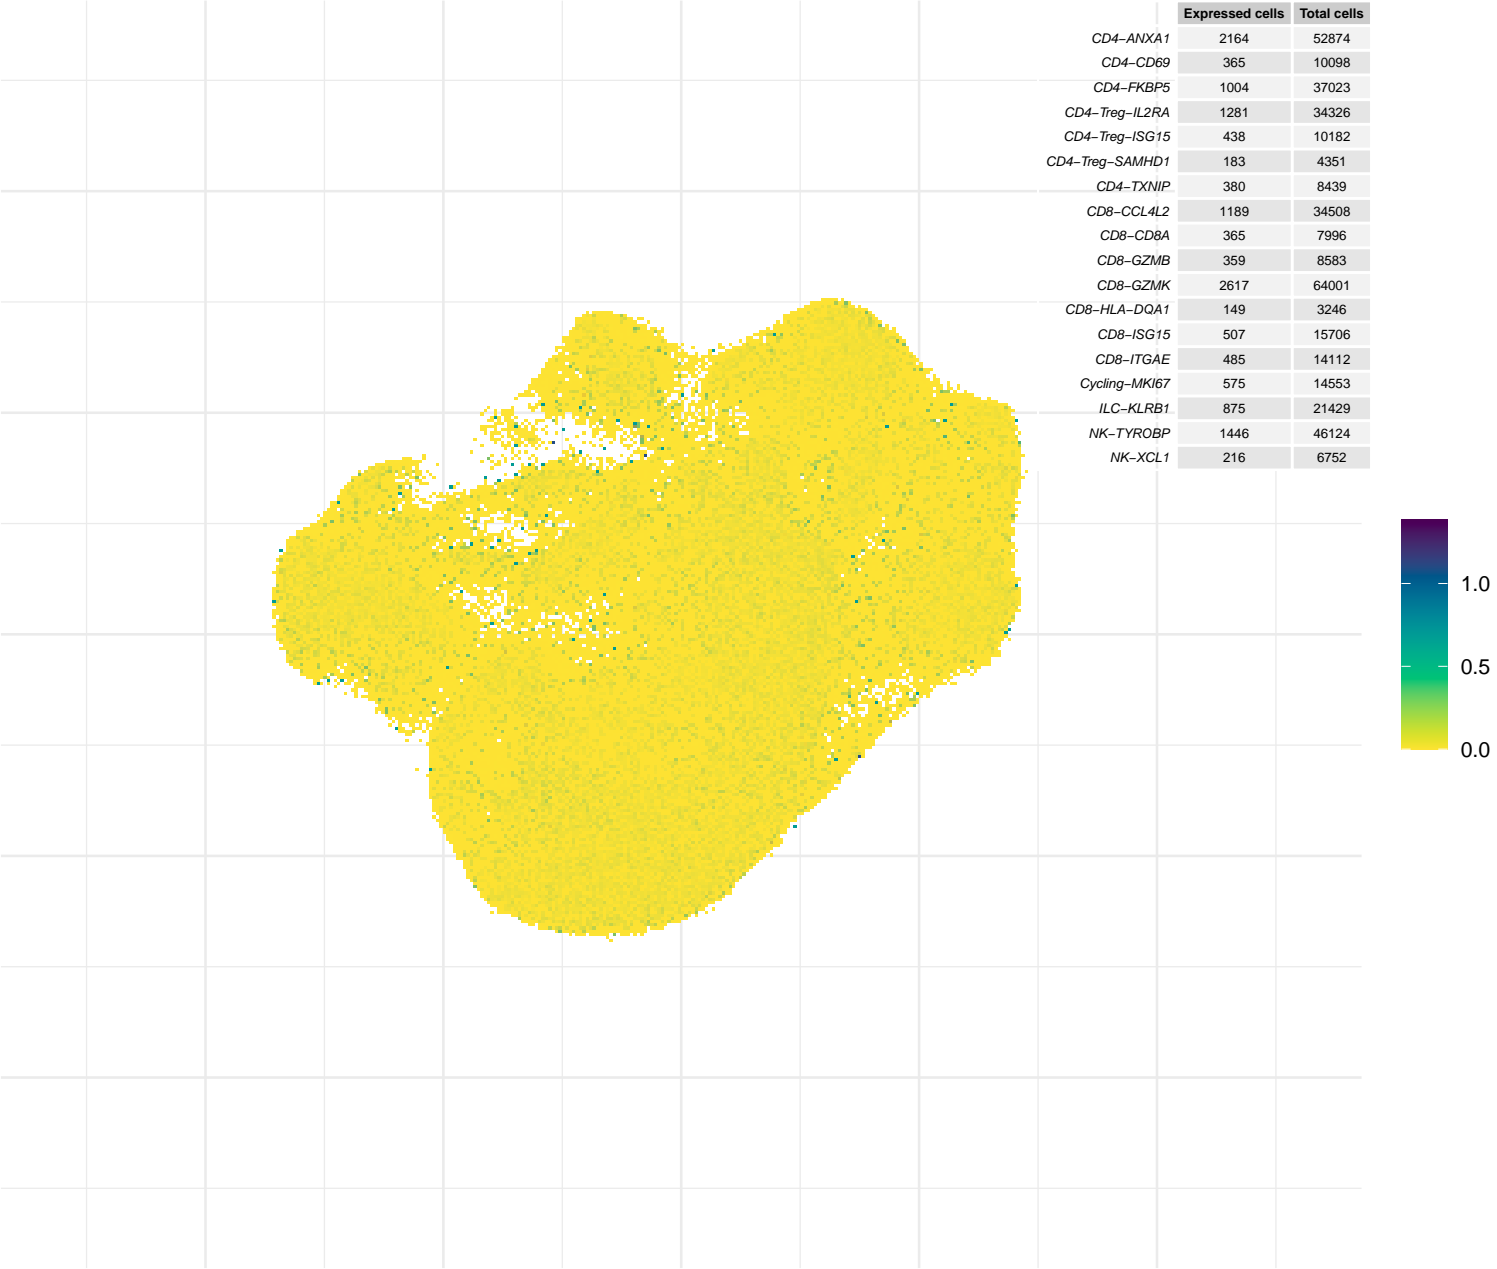 Expressed cells Total cells
CD4−ANXA1 2164 52874
CD4−CD69 365 10098
CD4−FKBP5 1004 37023
CD4−Treg−IL2RA 1281 34326
CD4−Treg−ISG15 438 10182
CD4−Treg−SAMHD1 183 4351
CD4−TXNIP 380 8439
CD8−CCL4L2 1189 34508
CD8−CD8A 365 7996
CD8−GZMB 359 8583
CD8−GZMK 2617 64001
CD8−HLA−DQA1 149 3246
CD8−ISG15 507 15706
CD8−ITGAE 485 14112
Cycling−MKI67 575 14553
ILC−KLRB1 875 21429
NK−TYROBP 1446 46124
NK−XCL1 216 6752
1.0
0.5
0.0